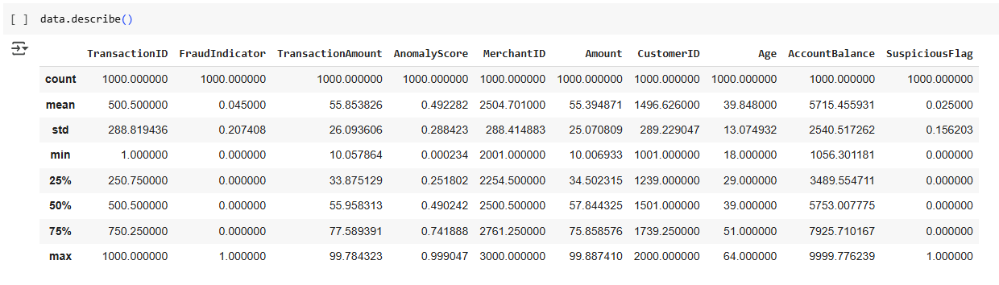 [ ] data.describe()
TransactionID FraudIndicator TransactionAmount AnomalyScore MerchantID Amount CustomerID Age AccountBalance SuspiciousFlag
count 1000.000000 1000.000000 1000.000000 1000.000000 1000.000000 1000.000000 1000.000000 1000.000000 1000.000000 1000.000000
mean 500.500000 0.045000 55.853826 0.492282 2504.701000 55.394871 1496.626000 39.848000 5715.455931 0.025000
std 288.819436 0.207408 26.093606 0.288423 288.414883 25.070809 289.229047 13.074932 2540.517262 0.156203
min 1.000000 0.000000 10.057864 0.000234 2001.000000 10.006933 1001.000000 18.000000 1056.301181 0.000000
25% 250.750000 0.000000 33.875129 0.251802 2254.500000 34.502315 1239.000000 29.000000 3489.554711 0.000000
50% 500.500000 0.000000 55.958313 0.490242 2500.500000 57.844325 1501.000000 39.000000 5753.007775 0.000000
75% 750.250000 0.000000 77.589391 0.741888 2761.250000 75.858576 1739.250000 51.000000 7925.710167 0.000000
max 1000.000000 1.000000 99.784323 0.999047 3000.000000 99.887410 2000.000000 64.000000 9999.776239 1.000000